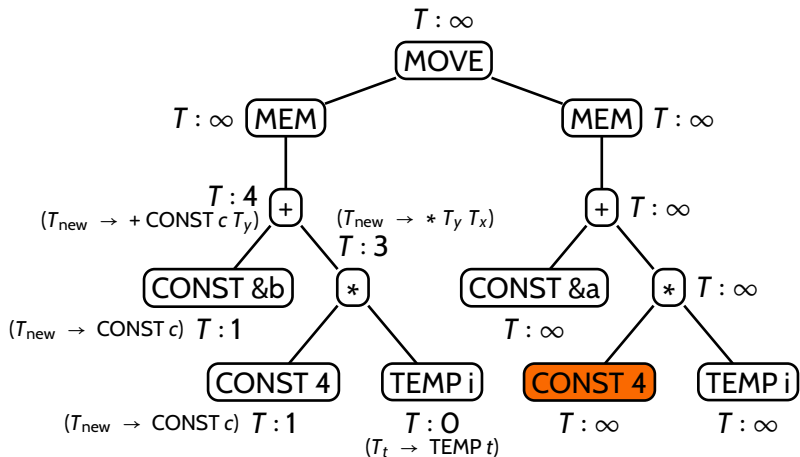 T : ∞
MOVE
T : ∞ MEM MEM T : ∞
T : 4
(T_new → + CONST c T_y) + (T_new → * T_y T_x) + T : ∞
T : 3
CONST &b * CONST &a * T : ∞
(T_new → CONST c) T : 1 T : ∞
CONST 4 TEMP i CONST 4 TEMP i
(T_new → CONST c) T : 1 T : 0 T : ∞ T : ∞
(T_t → TEMP t)